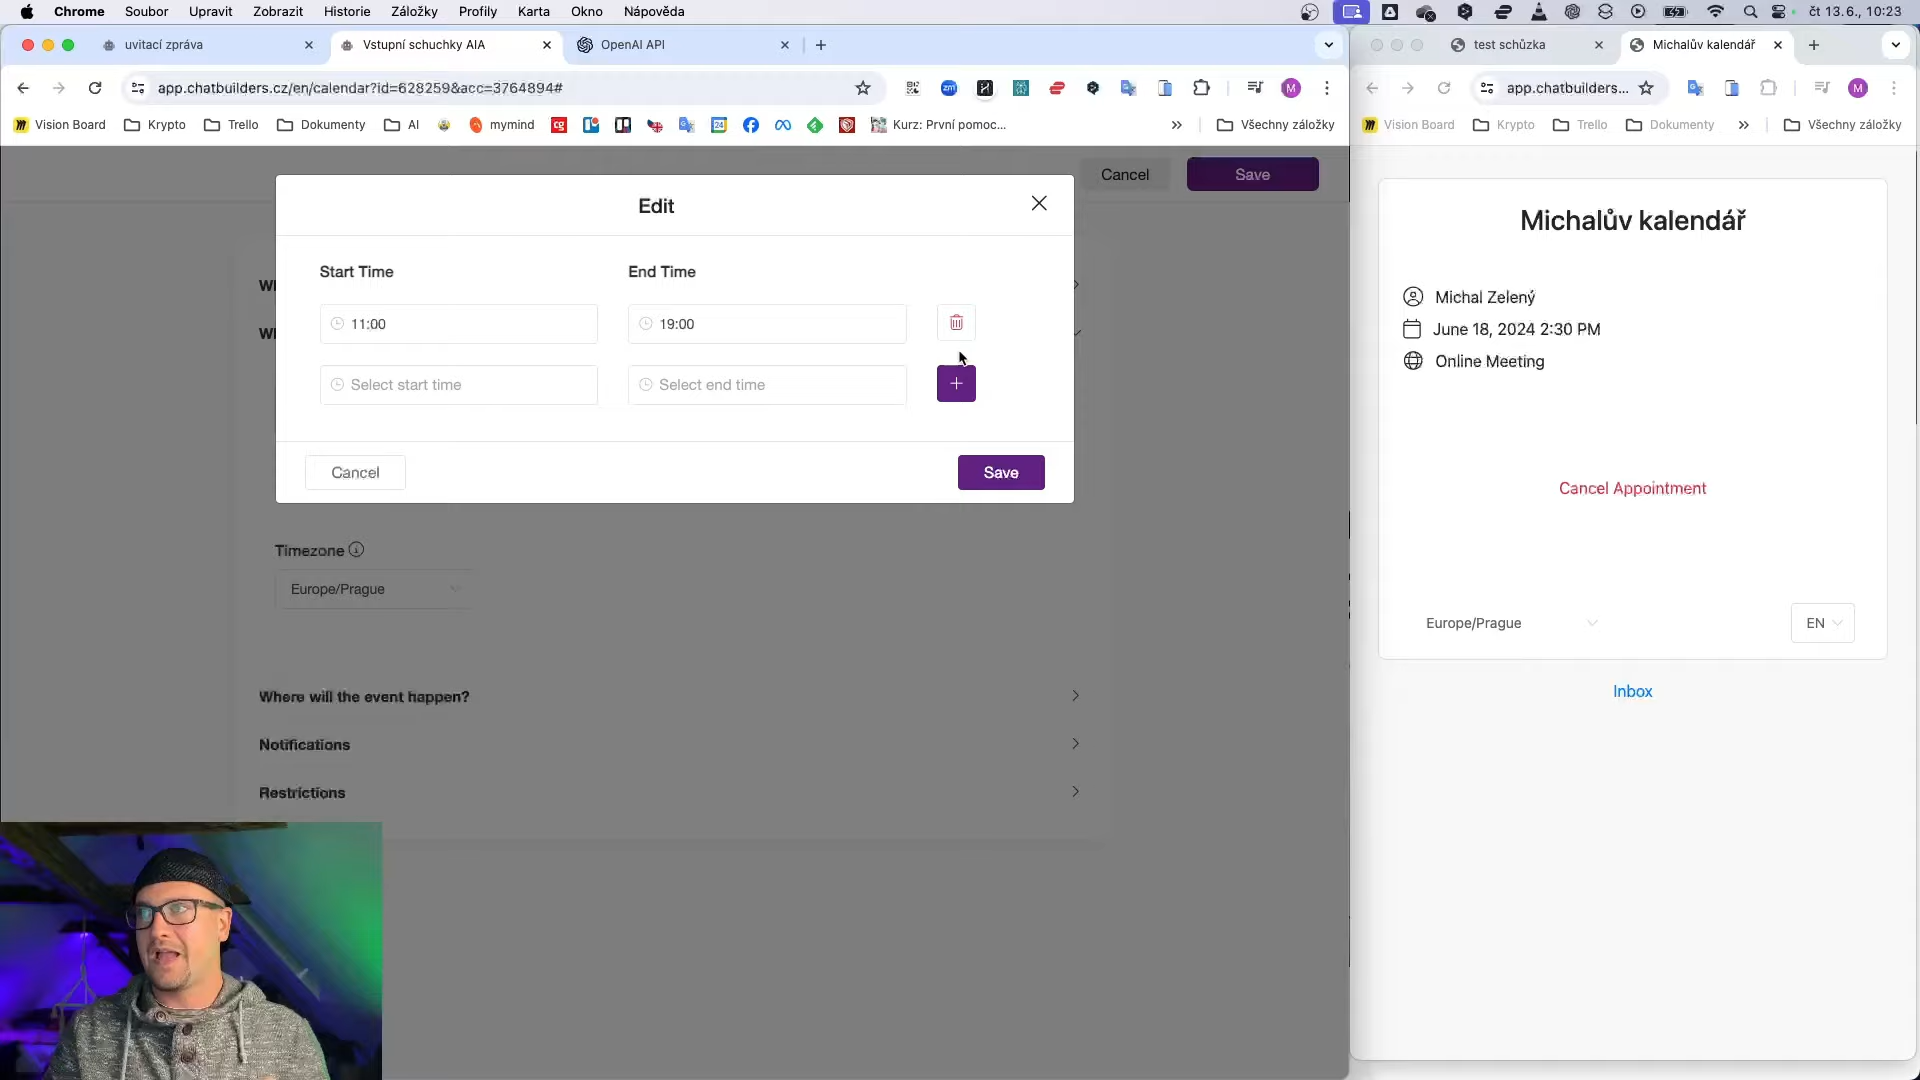 Chrome Soubor Upravit Zobrazit Historie Záložky Profily Karta Okno Nápověda čt 13.6., 10:23
uvitací zpráva Vstupní schuchky AIA OpenAI API
test schůzka Michalův kalendář
app.chatbuilders.cz/en/calendar?id=628259&acc=3764894#
app.chatbuilders...
Vision Board Krypto Trello Dokumenty AI mymind Kurz: První pomoc... Všechny záložky
Vision Board Krypto Trello Dokumenty Všechny záložky
Cancel Save
Edit
Start Time End Time
11:00 19:00
Select start time Select end time
Cancel Save
Timezone
Europe/Prague
Where will the event happen?
Notifications
Restrictions
Michalův kalendář
Michal Zelený
June 18, 2024 2:30 PM
Online Meeting
Cancel Appointment
Europe/Prague EN
Inbox